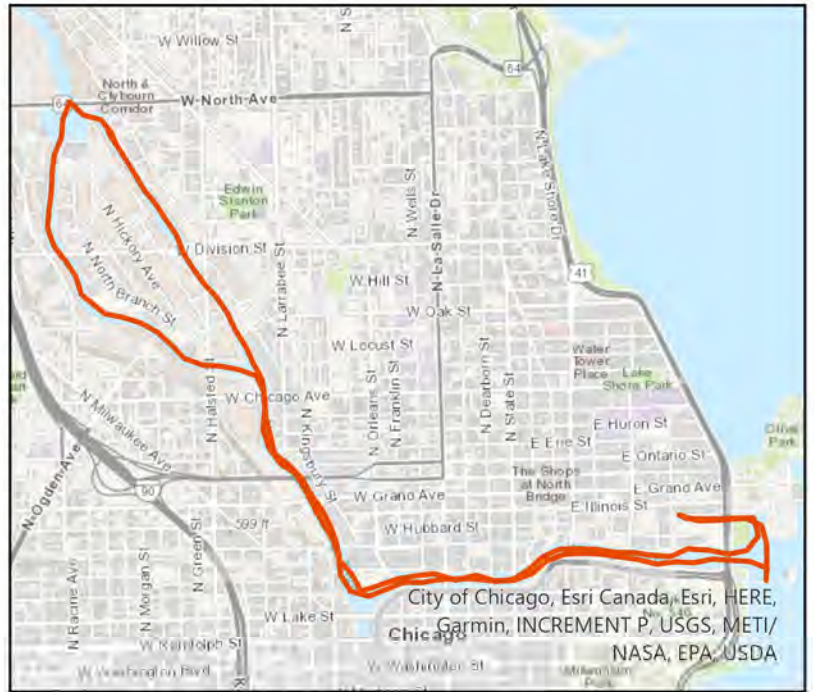 N S
W Willow St
64
North &
Clybourn
Corridor
64
W-North-Ave
N Lake Shore Dr
Edwin
Stanton
Park
N Wells St
N-La-Salle-Dr
N Hickory Ave
W Division St
N Larrabee St
41
N North Branch St
W Hill St
W Oak St
W Locust St
Water
Tower
Place
Lake
Shore Park
N Halsted St
N Orleans St
N Franklin St
N Dearborn St
N State St
W Chicago Ave
N Milwaukee Ave
N Kingsbury St
E Huron St
E Erie St
Olive
Park
E Ontario St
The Shops
at North
Bridge
N-Ogden-Ave
90
W Grand Ave
E Grand Ave
E Illinois St
599 ft
W Hubbard St
N Racine Ave
N Morgan St
N Green St
City of Chicago, Esri Canada, Esri, HERE,
W Lake St
Garmin, INCREMENT P, USGS, METI/
Chicago
W Randolph St
NASA, EPA, USDA
W Washington Blvd
W Washington St
Millennium
Park